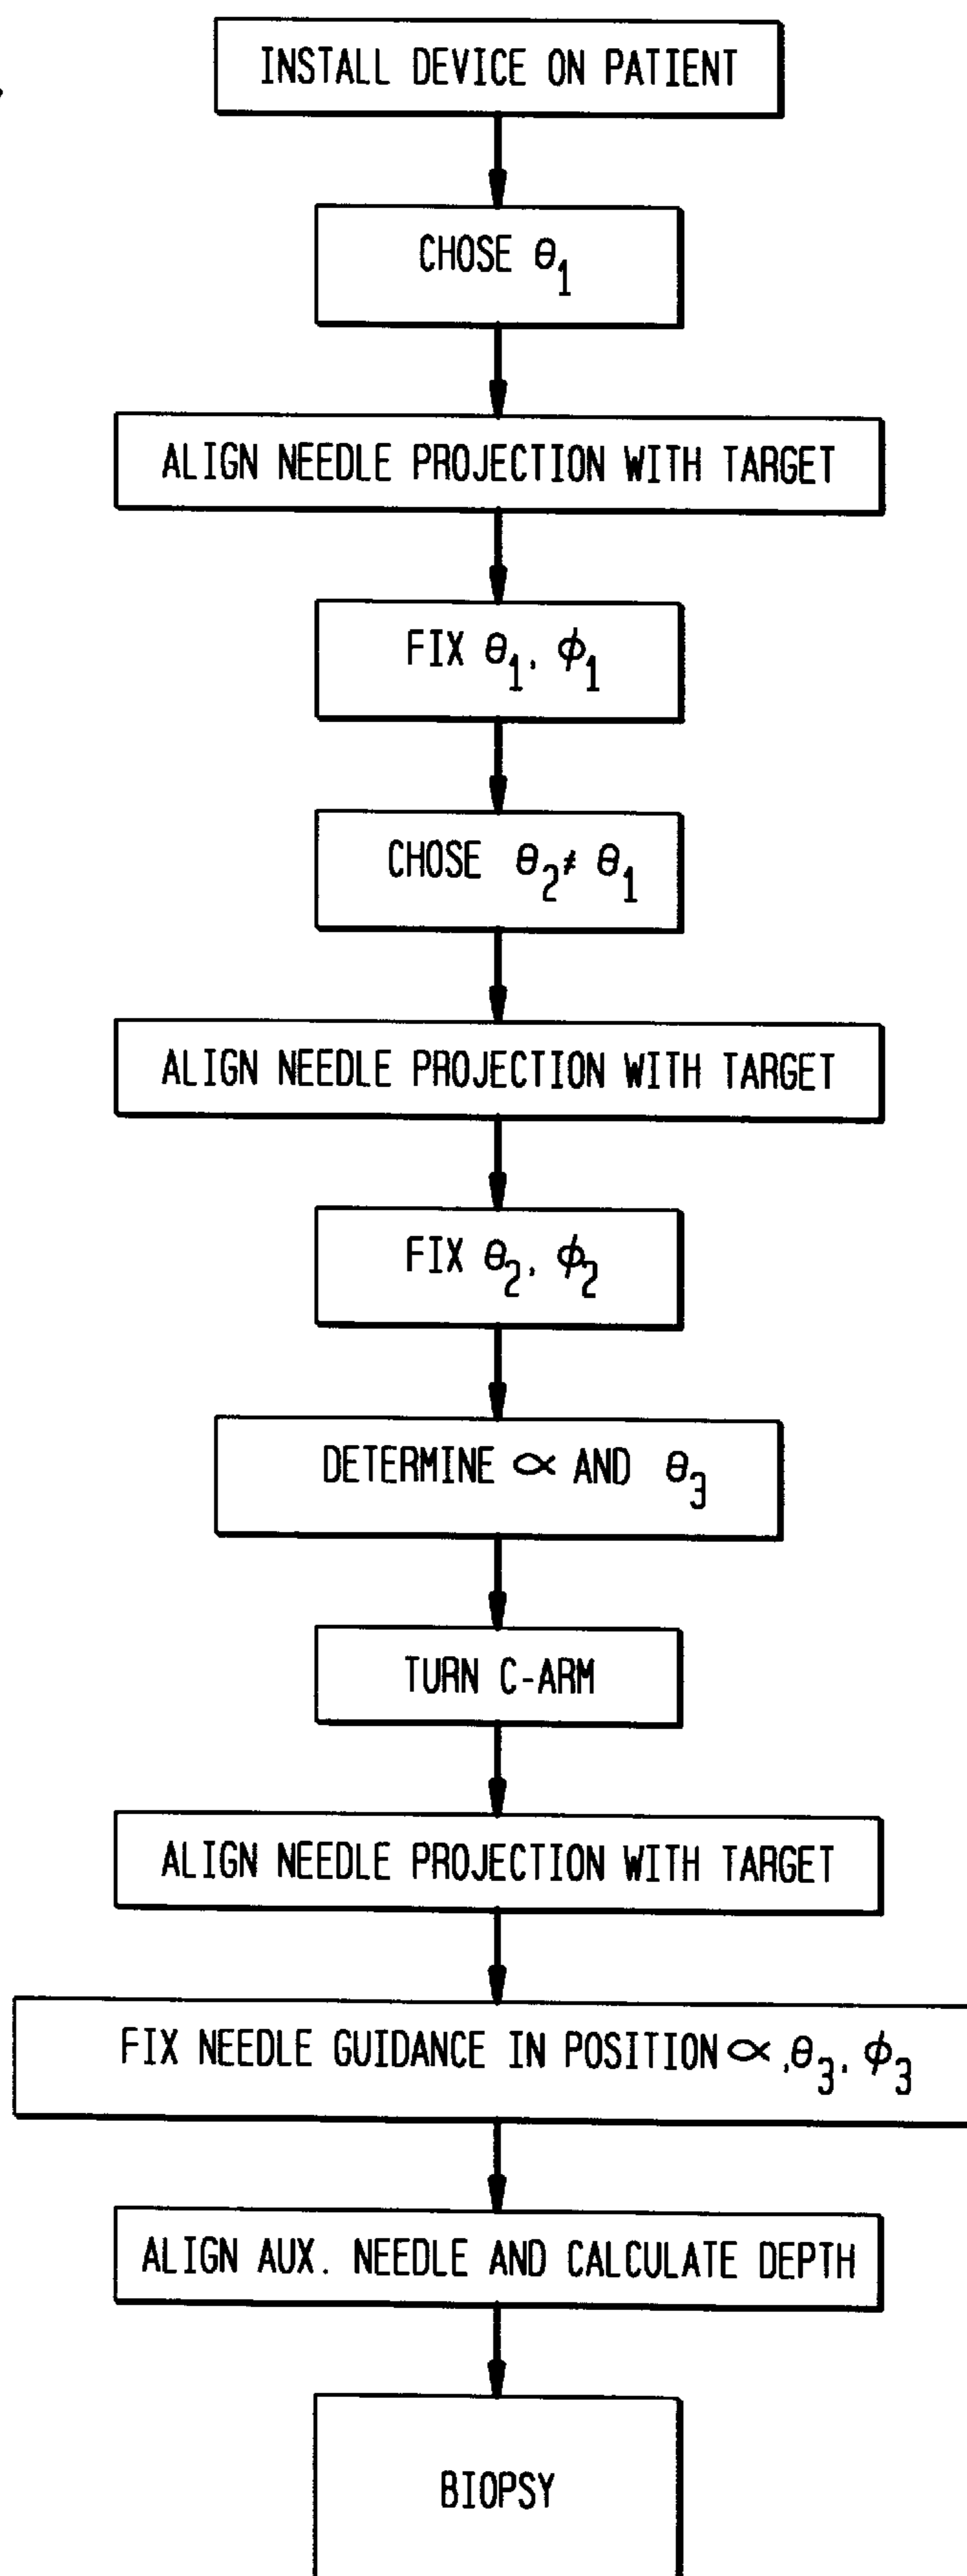 INSTALL DEVICE ON PATIENT
CHOSE θ₁
ALIGN NEEDLE PROJECTION WITH TARGET
FIX θ₁, ϕ₁
CHOSE θ₂≠ θ₁
ALIGN NEEDLE PROJECTION WITH TARGET
FIX θ₂, ϕ₂
DETERMINE ∝ AND θ₃
TURN C-ARM
ALIGN NEEDLE PROJECTION WITH TARGET
FIX NEEDLE GUIDANCE IN POSITION ∝ ,θ₃, ϕ₃
ALIGN AUX. NEEDLE AND CALCULATE DEPTH
BIOPSY